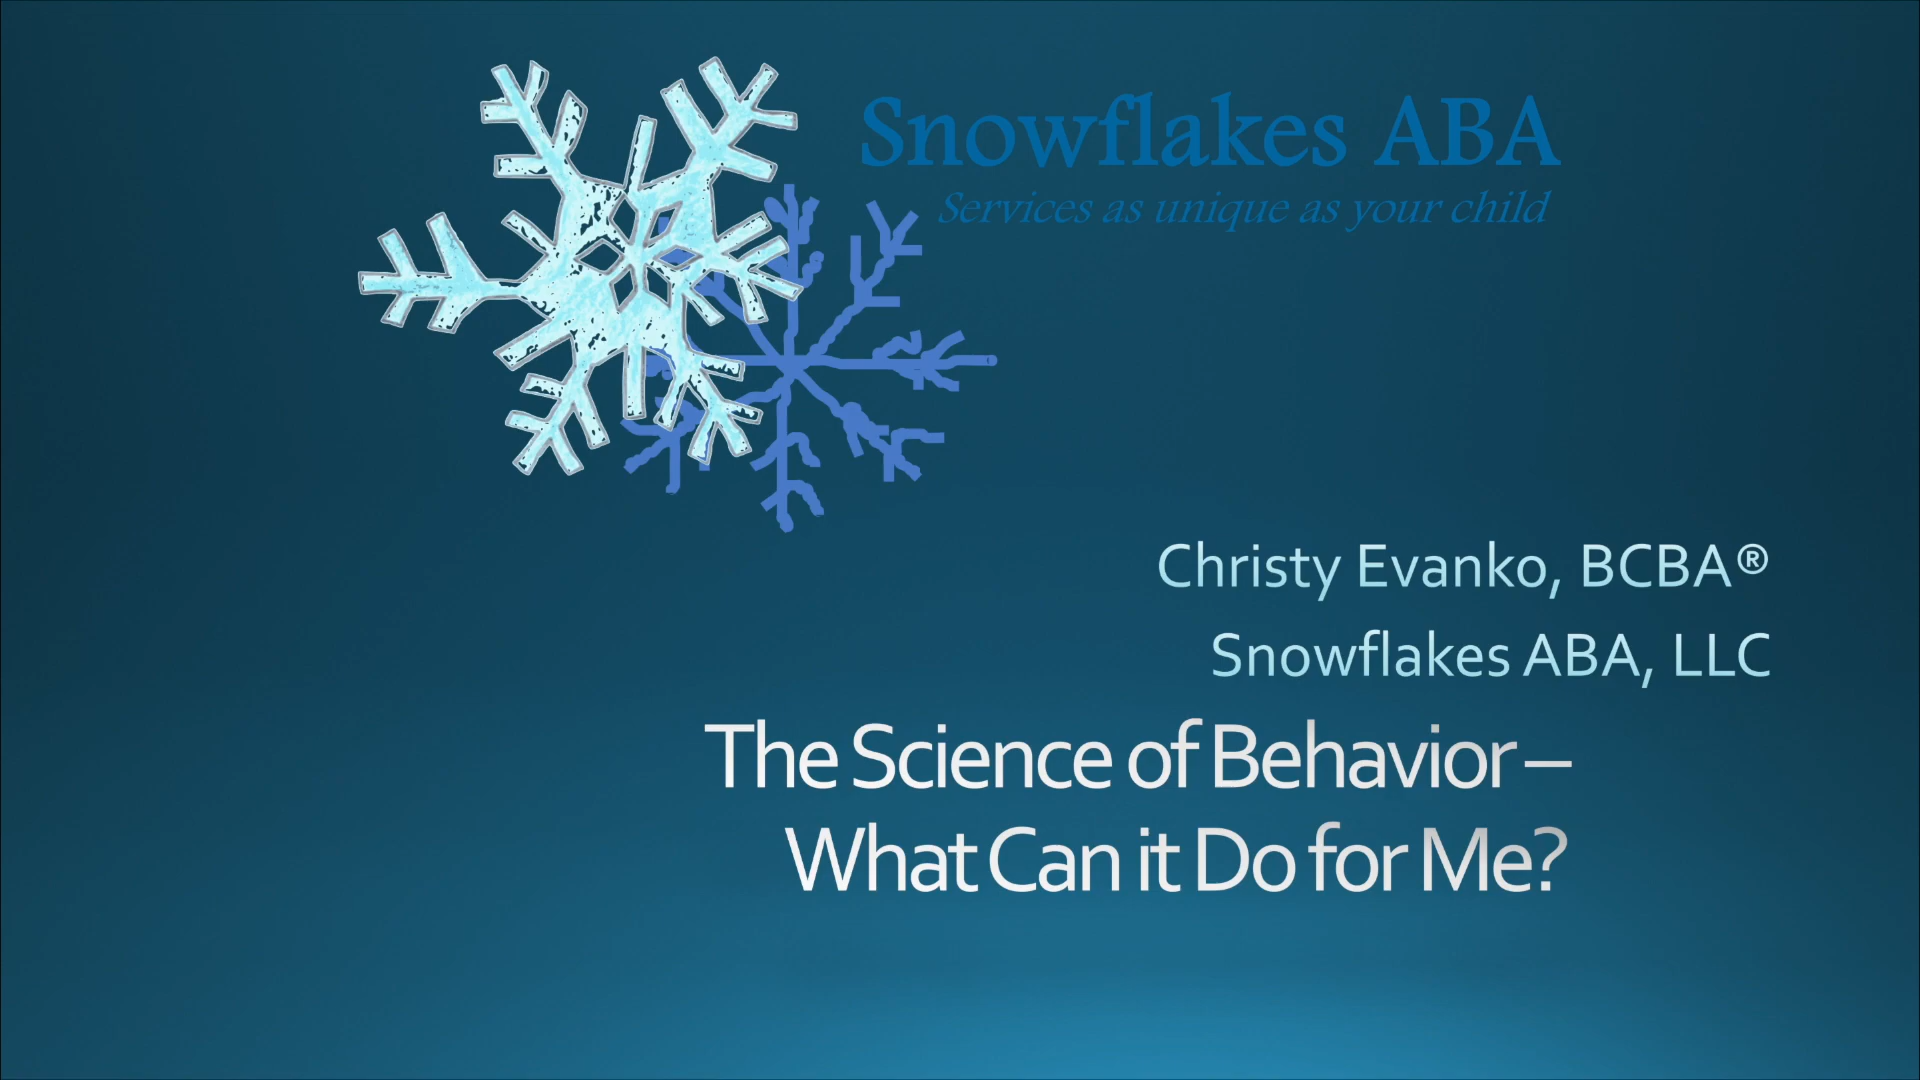 Snowflakes ABA
Services as unique as your child
Christy Evanko, BCBA®
Snowflakes ABA, LLC
The Science of Behavior –
What Can it Do for Me?